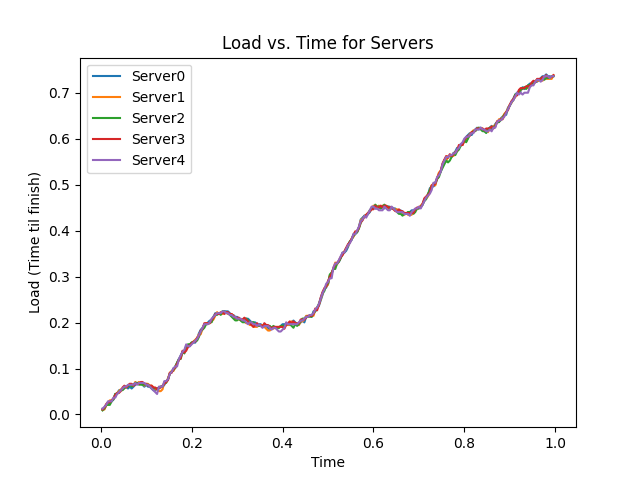 Load vs. Time for Servers
Server0
Server1
Server2
Server3
Server4
0.7
0.6
0.5
0.4
0.3
0.2
0.1
0.0
Load (Time til finish)
0.0 0.2 0.4 0.6 0.8 1.0
Time